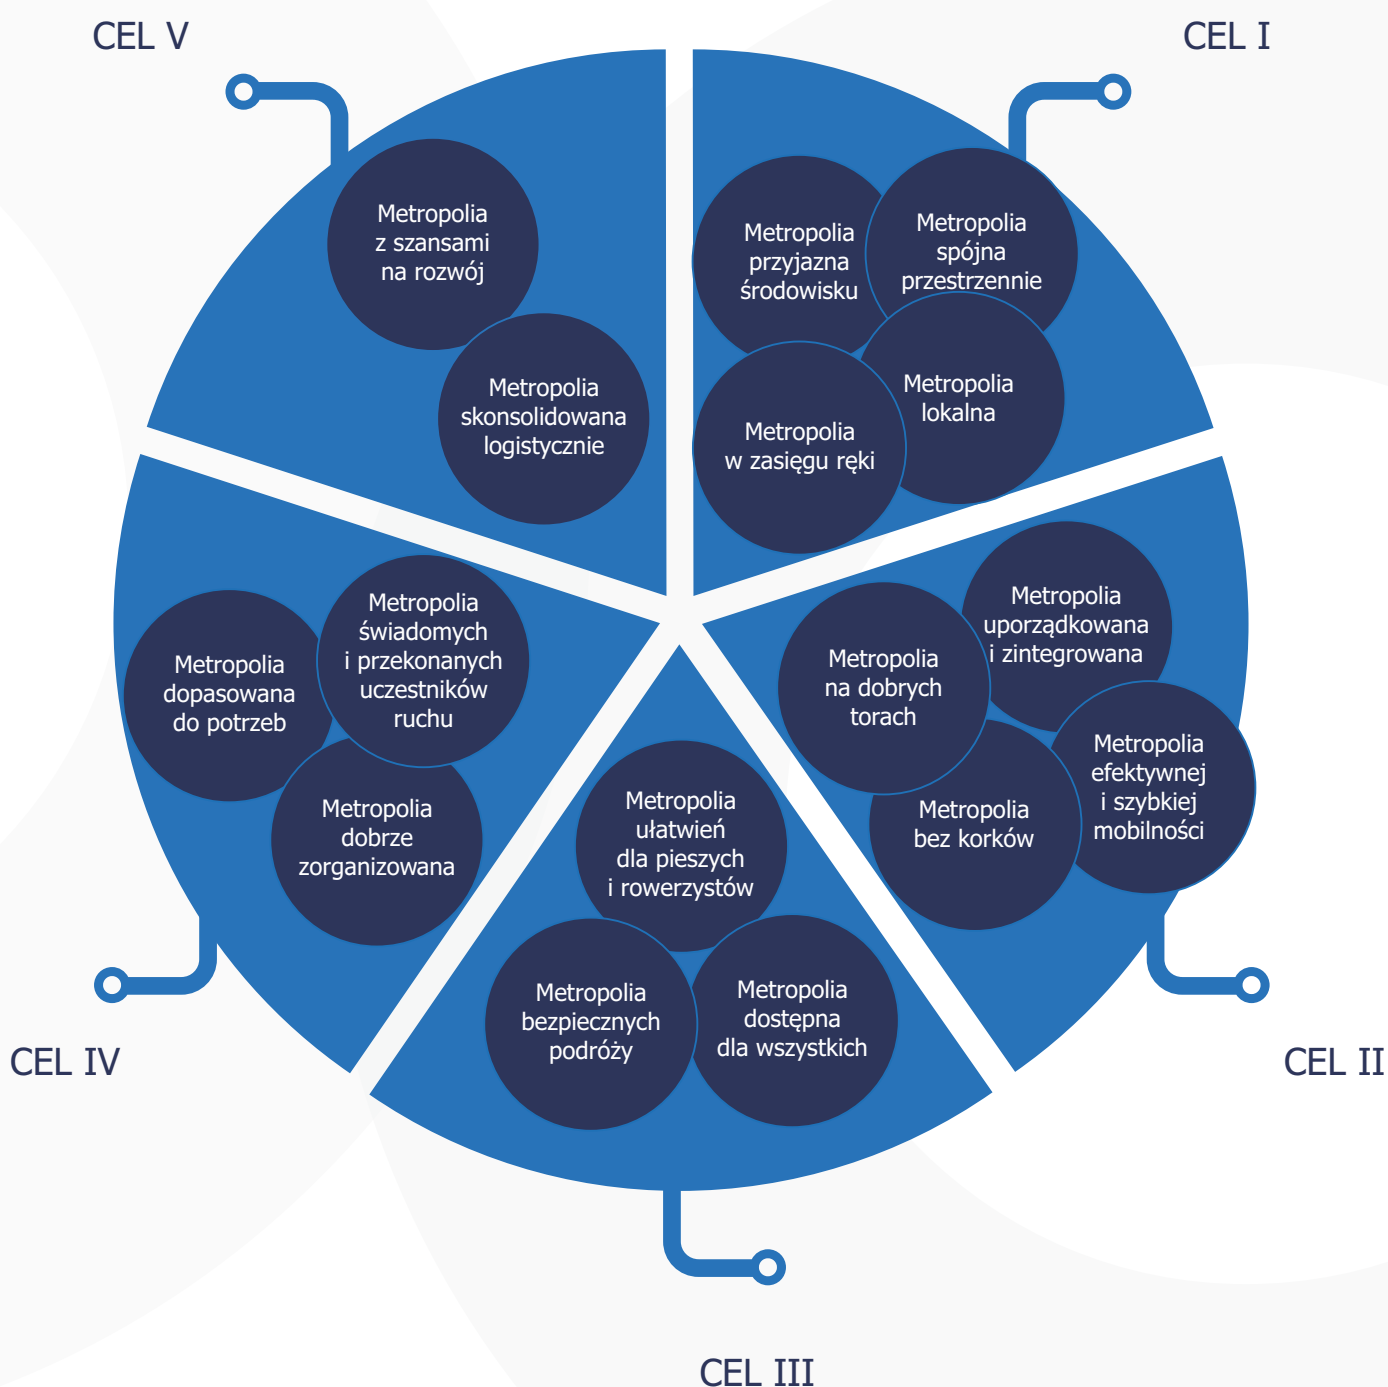 CEL V
CEL I
Metropolia
z szansami
na rozwój
Metropolia
skonsolidowana
logistycznie
Metropolia
przyjazna
środowisku
Metropolia
spójna
przestrzennie
Metropolia
lokalna
Metropolia
w zasięgu ręki
Metropolia
uporządkowana
i zintegrowana
Metropolia
na dobrych
torach
Metropolia
efektywnej
i szybkiej
mobilności
Metropolia
bez korków
Metropolia
świadomych
i przekonanych
uczestników
ruchu
Metropolia
dopasowana
do potrzeb
Metropolia
dobrze
zorganizowana
Metropolia
ułatwień
dla pieszych
i rowerzystów
Metropolia
bezpiecznych
podróży
Metropolia
dostępna
dla wszystkich
CEL IV
CEL II
CEL III